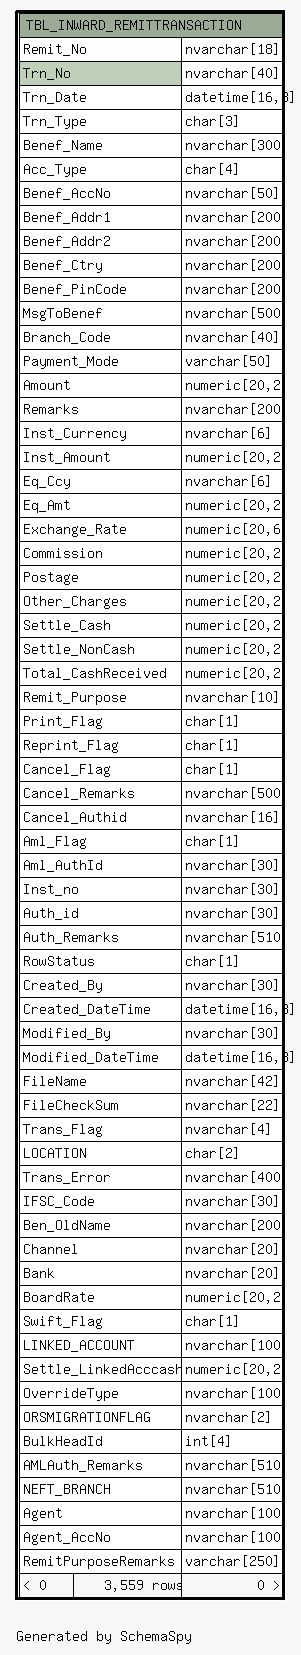 TBL_INWARD_REMITTRANSACTION
Remit_No nvarchar[18]
Trn_No nvarchar[40]
Trn_Date datetime[16,3]
Trn_Type char[3]
Benef_Name nvarchar[300
Acc_Type char[4]
Benef_AccNo nvarchar[50]
Benef_Addr1 nvarchar[200
Benef_Addr2 nvarchar[200
Benef_Ctry nvarchar[200
Benef_PinCode nvarchar[200
MsgToBenef nvarchar[500
Branch_Code nvarchar[40]
Payment_Mode varchar[50]
Amount numeric[20,2
Remarks nvarchar[200
Inst_Currency nvarchar[6]
Inst_Amount numeric[20,2
Eq_Ccy nvarchar[6]
Eq_Amt numeric[20,2
Exchange_Rate numeric[20,6
Commission numeric[20,2
Postage numeric[20,2
Other_Charges numeric[20,2
Settle_Cash numeric[20,2
Settle_NonCash numeric[20,2
Total_CashReceived numeric[20,2
Remit_Purpose nvarchar[10]
Print_Flag char[1]
Reprint_Flag char[1]
Cancel_Flag char[1]
Cancel_Remarks nvarchar[500
Cancel_Authid nvarchar[16]
Aml_Flag char[1]
Aml_AuthId nvarchar[30]
Inst_no nvarchar[30]
Auth_id nvarchar[30]
Auth_Remarks nvarchar[510
RowStatus char[1]
Created_By nvarchar[30]
Created_DateTime datetime[16,3]
Modified_By nvarchar[30]
Modified_DateTime datetime[16,3]
FileName nvarchar[42]
FileCheckSum nvarchar[22]
Trans_Flag nvarchar[4]
LOCATION char[2]
Trans_Error nvarchar[400
IFSC_Code nvarchar[30]
Ben_OldName nvarchar[200
Channel nvarchar[20]
Bank nvarchar[20]
BoardRate numeric[20,2
Swift_Flag char[1]
LINKED_ACCOUNT nvarchar[100
Settle_LinkedAcccash numeric[20,2
OverrideType nvarchar[100
ORSMIGRATIONFLAG nvarchar[2]
BulkHeadId int[4]
AMLAuth_Remarks nvarchar[510
NEFT_BRANCH nvarchar[510
Agent nvarchar[100
Agent_AccNo nvarchar[100
RemitPurposeRemarks varchar[250]
< 0 3,559 rows 0 >
Generated by SchemaSpy